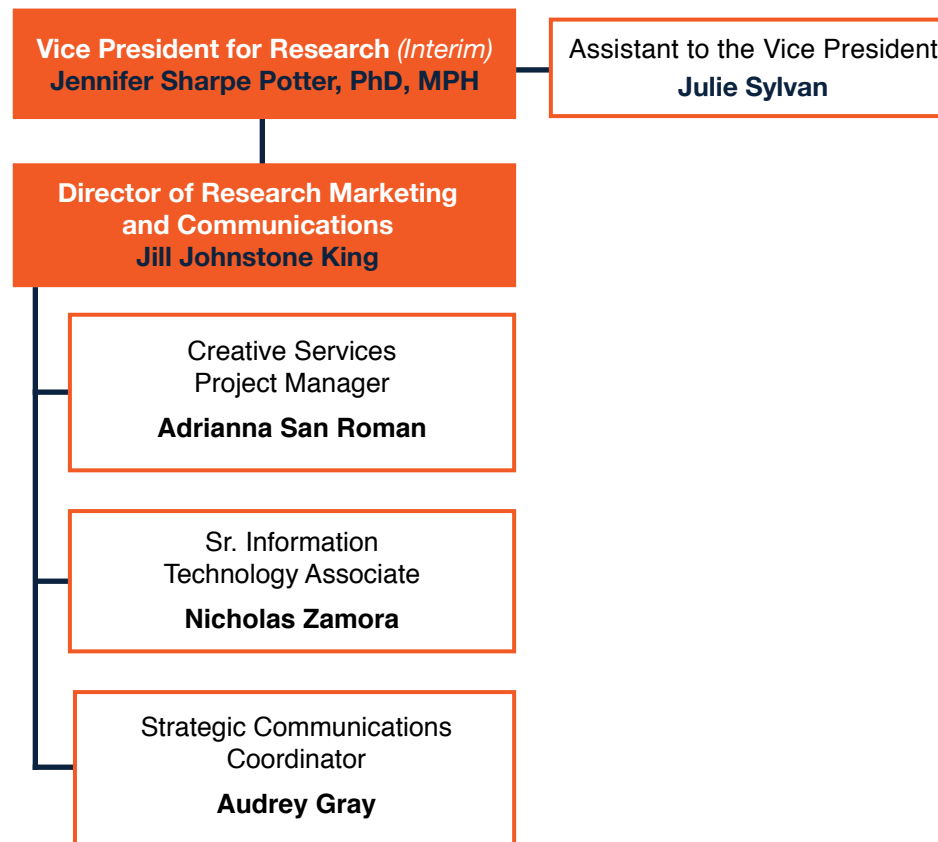 Vice President for Research (Interim)
Jennifer Sharpe Potter, PhD, MPH
Assistant to the Vice President
Julie Sylvan
Director of Research Marketing
and Communications
Jill Johnstone King
Creative Services
Project Manager
Adrianna San Roman
Sr. Information
Technology Associate
Nicholas Zamora
Strategic Communications
Coordinator
Audrey Gray